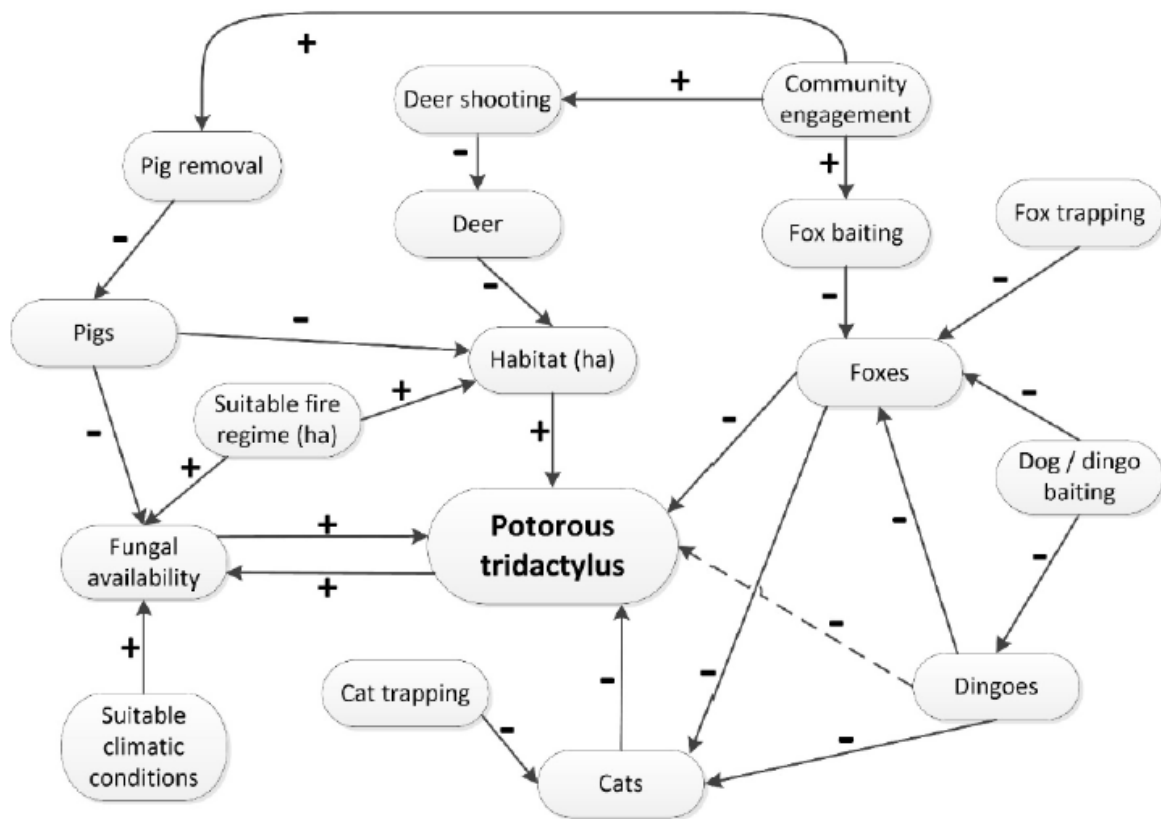 +
Community
engagement
+
Deer shooting
-
+
Pig removal
Fox trapping
Deer
Fox baiting
-
-
-
-
Pigs
-
Habitat (ha)
Foxes
Suitable fire
regime (ha)
+
-
-
-
+
+
Dog / dingo
baiting
Potorous
tridactylus
+
-
-
Fungal
availability
+
-
+
-
-
Cat trapping
Dingoes
Suitable
climatic
conditions
-
-
Cats